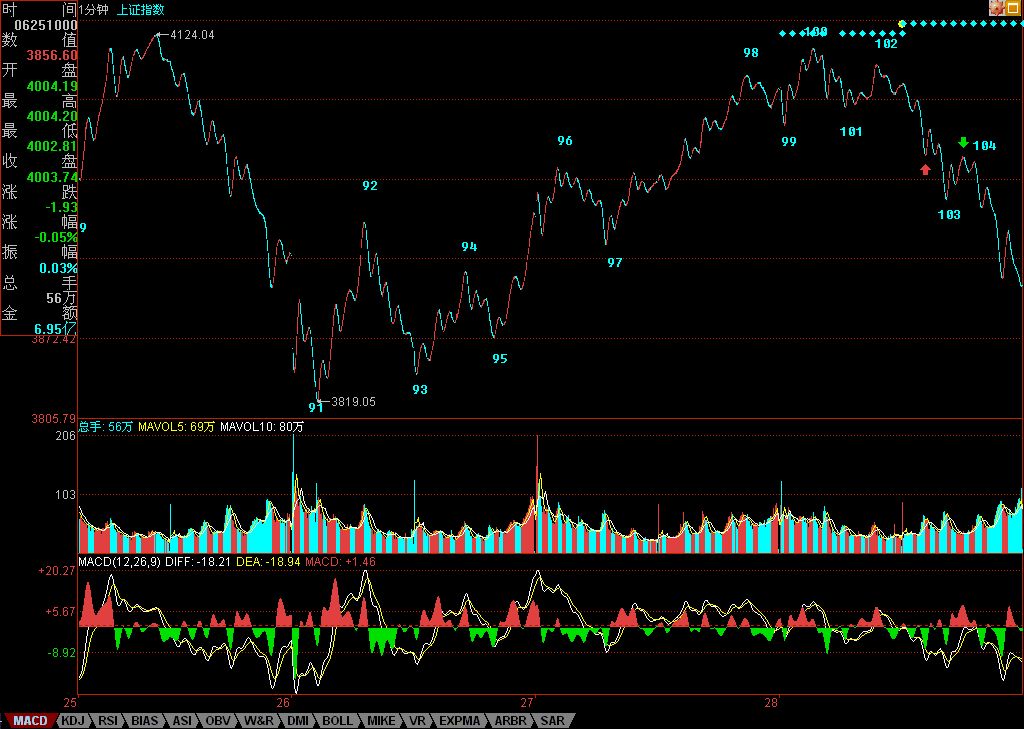 时 间 1分钟 上证指数
06251000
数 值
3856.60
开 盘
4004.19
最 高
4004.20
最 低
4002.81
收 盘
4003.74
涨 跌
-1.93
涨 幅
-0.05%
振 幅
0.03%
总 手
56万
金 额
6.95亿
3872.42
3805.79
4124.04
100
102
98
99
101
96
104
92
103
9
94
97
95
93
91
3819.05
总手: 56万 MAVOL5: 69万 MAVOL10: 80万
206
103
MACD(12,26,9) DIFF: -18.21 DEA: -18.94 MACD: +1.46
+20.27
+5.67
-8.92
25 26 27 28
MACD KDJ RSI BIAS ASI OBV W&R DMI BOLL MIKE VR EXPMA ARBR SAR